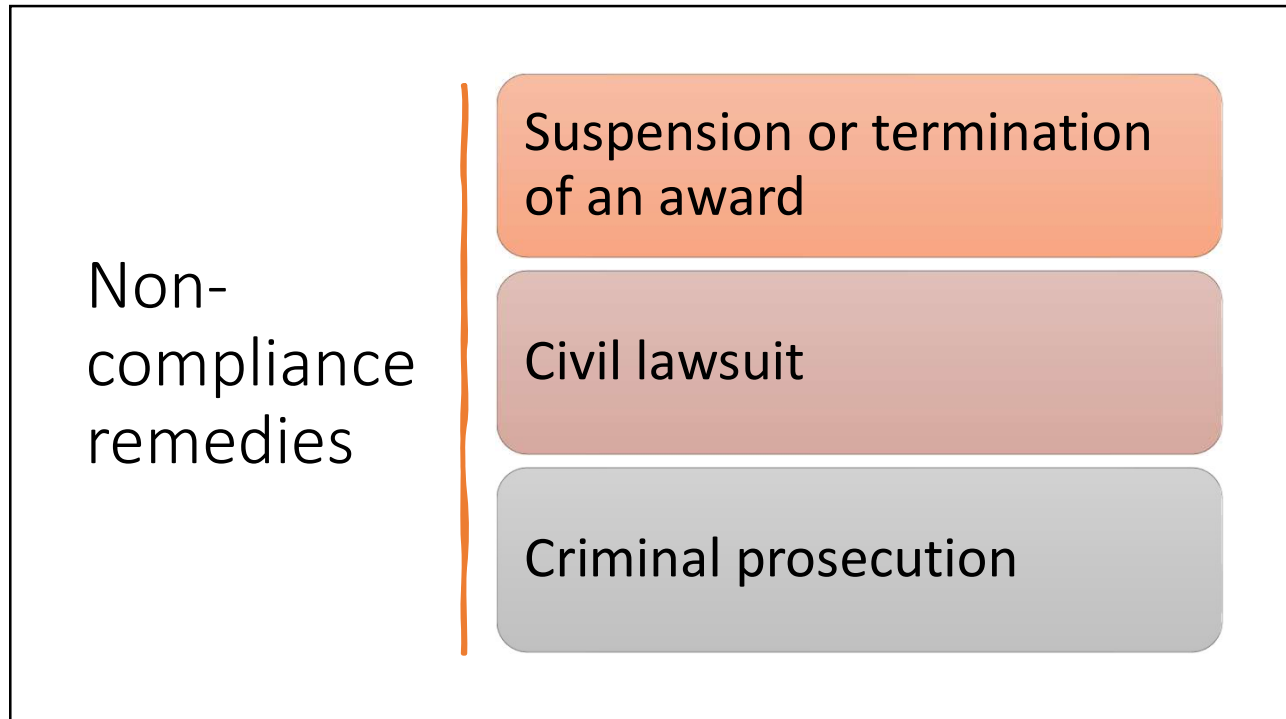 Non-
compliance
remedies
Suspension or termination
of an award
Civil lawsuit
Criminal prosecution